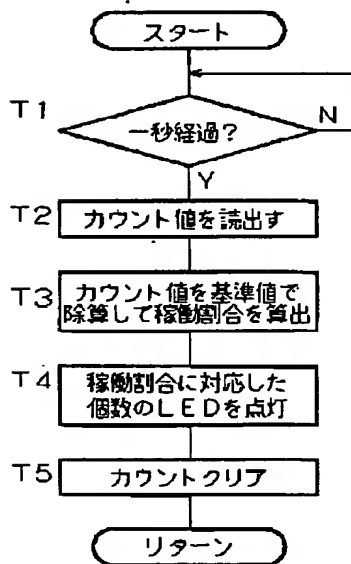 スタート
T1
一秒経過?
N
Y
T2
カウント値を読出す
T3
カウント値を基準値で
除算して稼働割合を算出
T4
稼働割合に対応した
個数のLEDを点灯
T5
カウントクリア
リターン